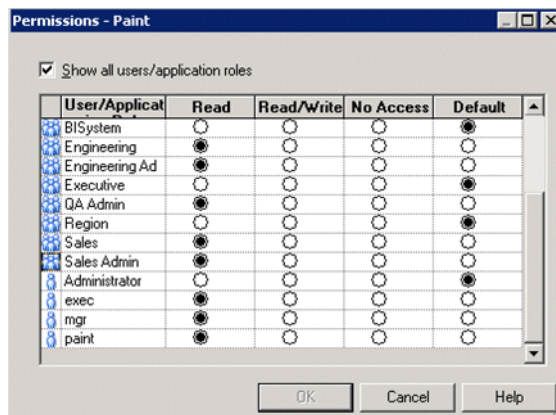 Permissions - Paint
Show all users/application roles
User/Applicat Read Read/Write No Access Default
BISystem
Engineering
Engineering Ad
Executive
QA Admin
Region
Sales
Sales Admin
Administrator
exec
mgr
paint
OK Cancel Help